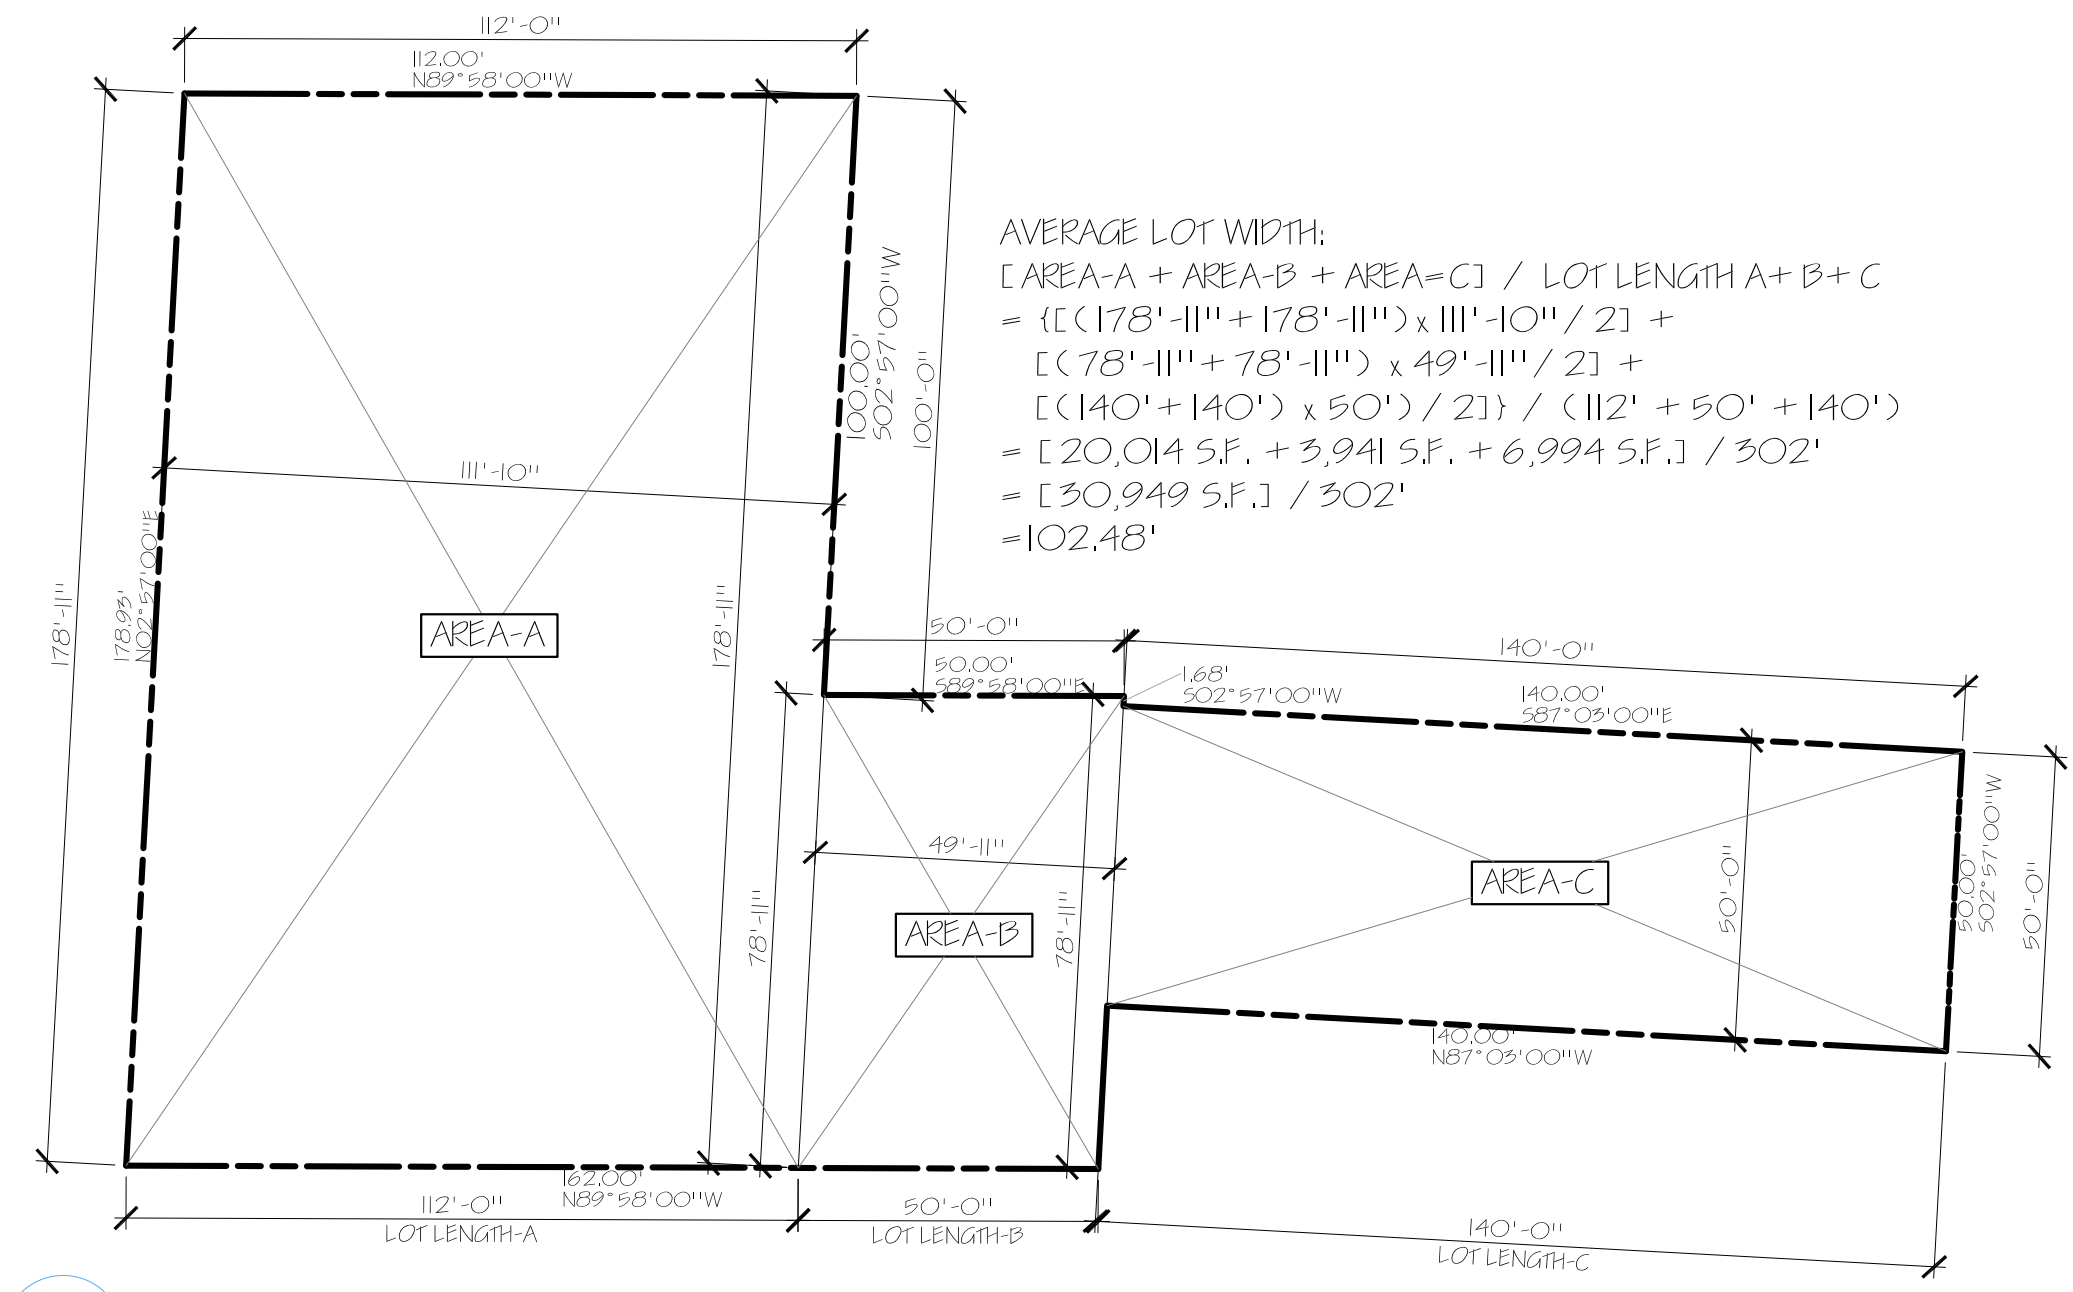 112'-0"
112.00'
N89°58'00"W
178'-11"
178.93'
N02°57'00"E
111'-10"
178'-11"
100.00'
S02°57'00"W
100'-0"
AREA-A
AVERAGE LOT WIDTH:
[AREA-A + AREA-B + AREA=C] / LOT LENGTH A+B+C
= {[(178'-11"+178'-11")x111'-10"/2] +
[(78'-11"+78'-11") x 49'-11"/2] +
[(140'+140') x 50')/2]} / (112' + 50' +140')
= [20,014 S.F. + 3,941 S.F. + 6,994 S.F.] /302'
= [30,949 S.F.] /302'
=102.48'
50'-0"
50.00'
S89°58'00"E
1.68'
S02°57'00"W
140'-0"
140.00'
S87°03'00"E
49'-11"
78'-11"
78'-11"
AREA-B
AREA-C
50'-0"
50.00'
S02°57'00"W
50'-0"
140.00'
N87°03'00"W
162.00'
N89°58'00"W
112'-0"
LOT LENGTH-A
50'-0"
LOT LENGTH-B
140'-0"
LOT LENGTH-C